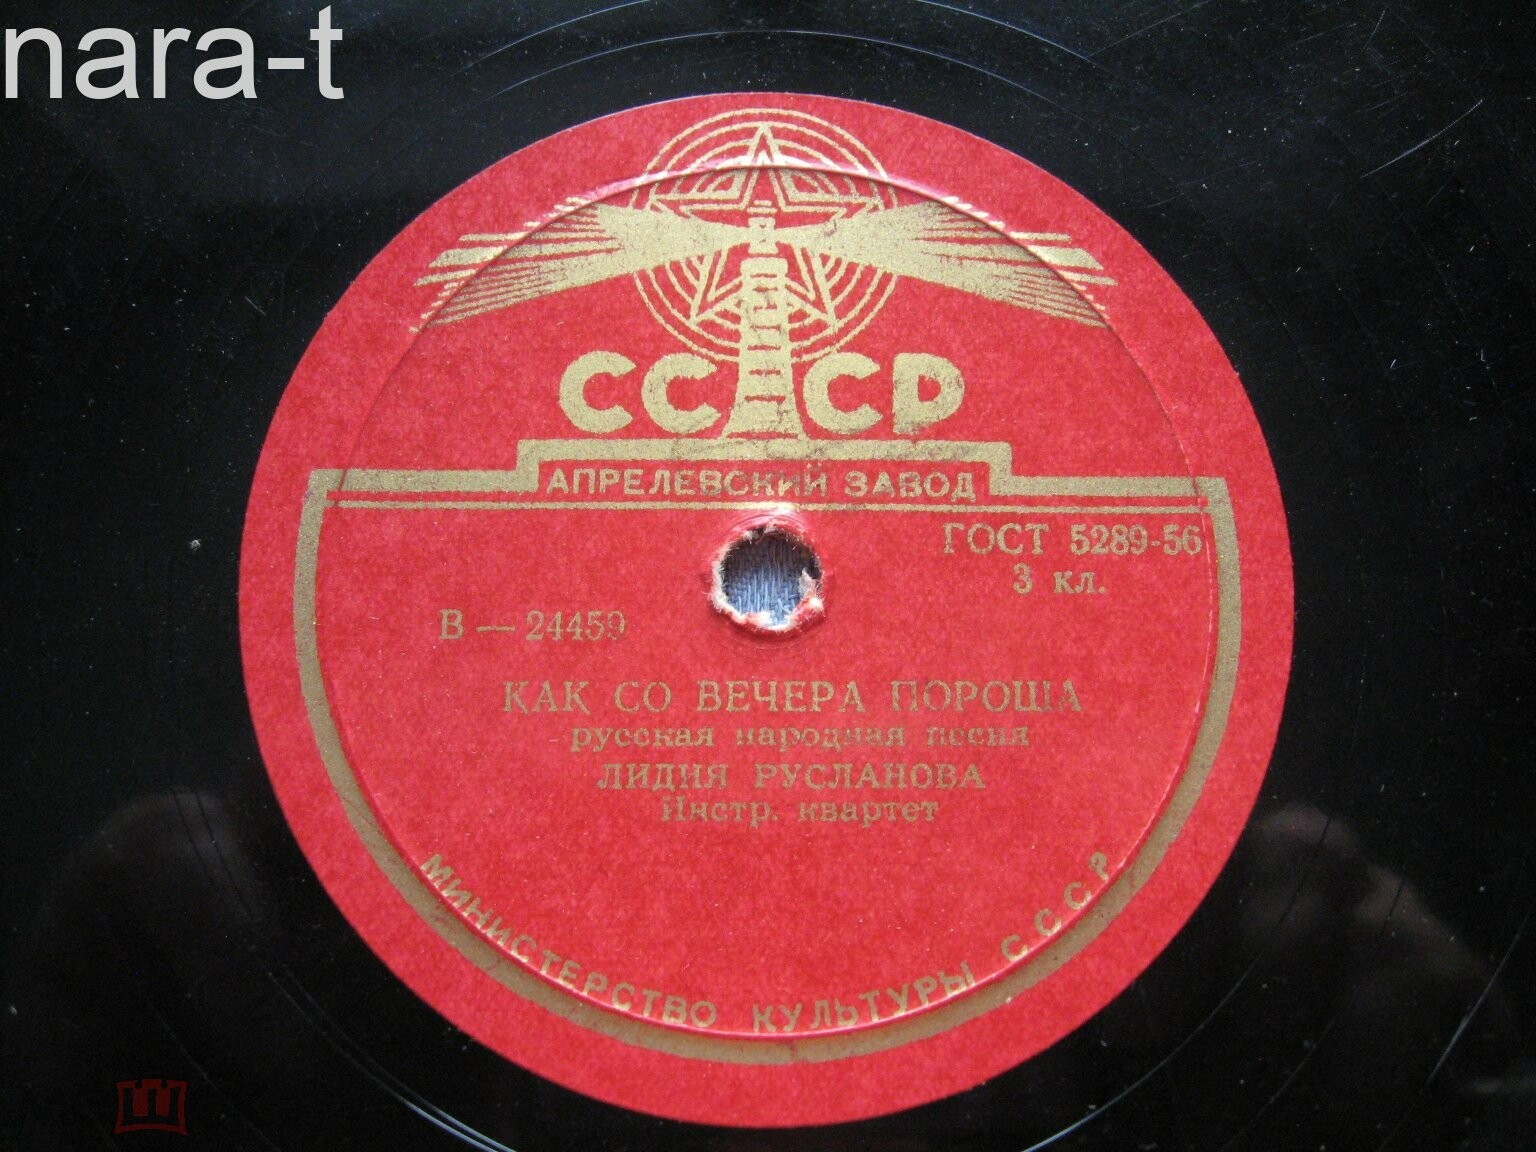 nara-t
СССР
АПРЕЛЕВСКИЙ ЗАВОД
ГОСТ 5289-56
3 кл.
В — 24459
КАК СО ВЕЧЕРА ПОРОША
русская народная песня
ЛИДИЯ РУСЛАНОВА
Инстр. квартет
МИНИСТЕРСТВО КУЛЬТУРЫ СССР